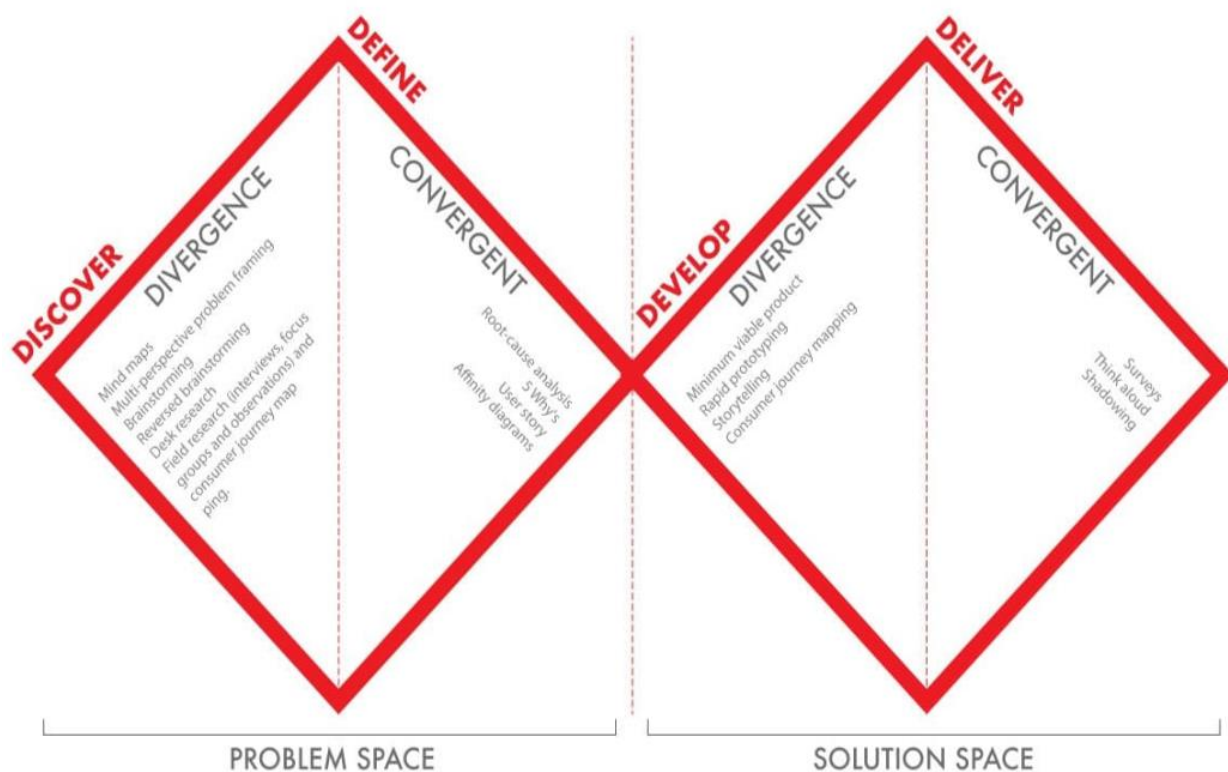 DISCOVER
DIVERGENCE
Mind maps
Multi-perspective problem framing
Brainstorming
Reversed brainstorming
Desk research
Field research (interviews, focus
groups and observations) and
consumer journey map
ping.
DEFINE
CONVERGENT
Root-cause analysis
5 Why's
User story
Affinity diagrams
DEVELOP
DIVERGENCE
Minimum viable product
Rapid prototyping
Storytelling
Consumer journey mapping
DELIVER
CONVERGENT
Surveys
Think aloud
Shadowing
PROBLEM SPACE
SOLUTION SPACE